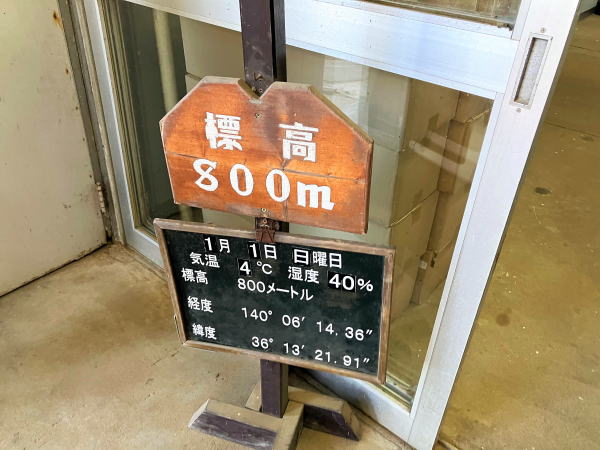 標高
800m
1月1日 日曜日
気温 4℃ 湿度 40%
標高 800メートル
経度 140° 06′ 14.36″
緯度 36° 13′ 21.91″